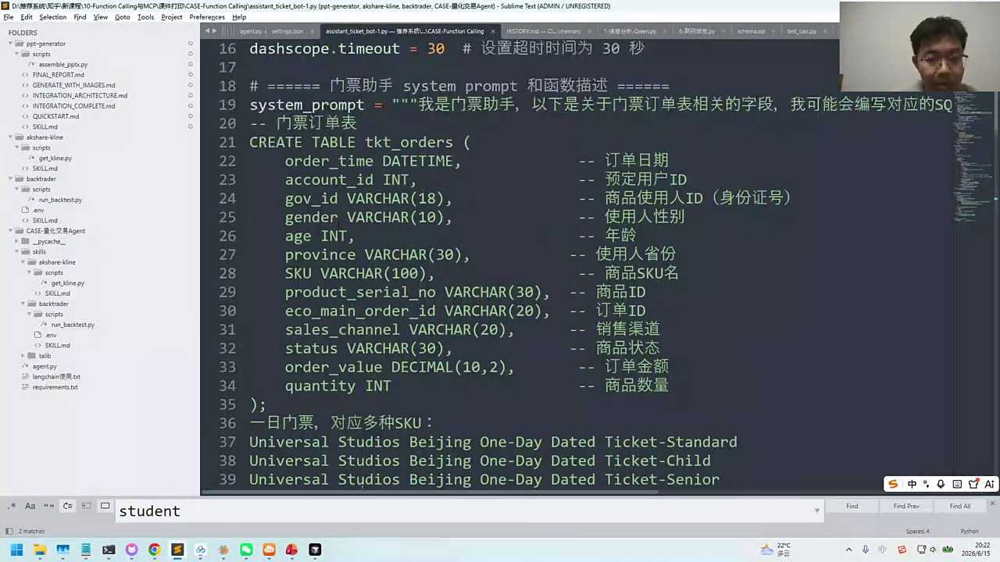 D:\推荐系统\知乎\新课程\10-Function Calling与MCP\课件打印\CASE-Function Calling\assistant_ticket_bot-1.py (ppt-generator, akshare-kline, backtrader, CASE-量化交易Agent) - Sublime Text (ADMIN / UNREGISTERED)
File Edit Selection Find View Goto Tools Project Preferences Help
FOLDERS
ppt-generator
scripts
assemble_pptx.py
FINAL_REPORT.md
GENERATE_WITH_IMAGES.md
INTEGRATION_ARCHITECTURE.md
INTEGRATION_COMPLETE.md
QUICKSTART.md
SKILL.md
akshare-kline
scripts
get_kline.py
SKILL.md
backtrader
scripts
run_backtest.py
.env
SKILL.md
CASE-量化交易Agent
__pycache__
skills
akshare-kline
scripts
get_kline.py
SKILL.md
backtrader
scripts
run_backtest.py
.env
SKILL.md
talib
agent.py
langchain使用.txt
requirements.txt
agent.py settings.json assistant_ticket_bot-1.py — 推荐系统\...\CASE-Function Calling × HISTORY.md — C\...\memory 1-情感分析-Qwen.py schema.sql test_calc.py
16 dashscope.timeout = 30 # 设置超时时间为 30 秒
17
18 # ====== 门票助手 system prompt 和函数描述 ======
19 system_prompt = """我是门票助手，以下是关于门票订单表相关的字段，我可能会编写对应的SQ
20 -- 门票订单表
21 CREATE TABLE tkt_orders (
22 order_time DATETIME, -- 订单日期
23 account_id INT, -- 预定用户ID
24 gov_id VARCHAR(18), -- 商品使用人ID（身份证号）
25 gender VARCHAR(10), -- 使用人性别
26 age INT, -- 年龄
27 province VARCHAR(30), -- 使用人省份
28 SKU VARCHAR(100), -- 商品SKU名
29 product_serial_no VARCHAR(30), -- 商品ID
30 eco_main_order_id VARCHAR(20), -- 订单ID
31 sales_channel VARCHAR(20), -- 销售渠道
32 status VARCHAR(30), -- 商品状态
33 order_value DECIMAL(10,2), -- 订单金额
34 quantity INT -- 商品数量
35 );
36 一日门票，对应多种SKU：
37 Universal Studios Beijing One-Day Dated Ticket-Standard
38 Universal Studios Beijing One-Day Dated Ticket-Child
39 Universal Studios Beijing One-Day Dated Ticket-Senior
中 Ai
.* Aa “” student Find Find Prev Find All
2 matches Spaces: 4 Python
22°C
多云
中
20:22
2026/6/15